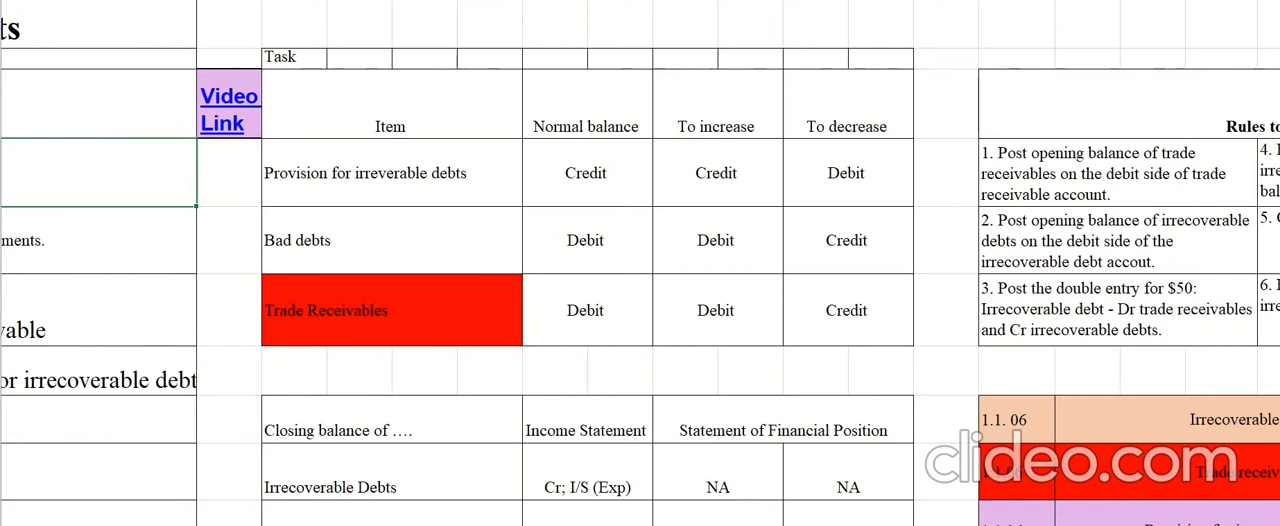 ts
Task
Video
Link
Item
Normal balance
To increase
To decrease
Rules to
Provision for irreverable debts
Credit
Credit
Debit
1. Post opening balance of trade
receivables on the debit side of trade
receivable account.
4.
irre
bal
ments.
Bad debts
Debit
Debit
Credit
2. Post opening balance of irrecoverable
debts on the debit side of the
irrecoverable debt accout.
5.
vable
Trade Receivables
Debit
Debit
Credit
3. Post the double entry for $50:
Irrecoverable debt - Dr trade receivables
and Cr irrecoverable debts.
6.
irre
or irrecoverable debt
Closing balance of ….
Income Statement
Statement of Financial Position
1.1. 06
Irrecoverable
Irrecoverable Debts
Cr; I/S (Exp)
NA
NA
Trade receiv
clideo.com